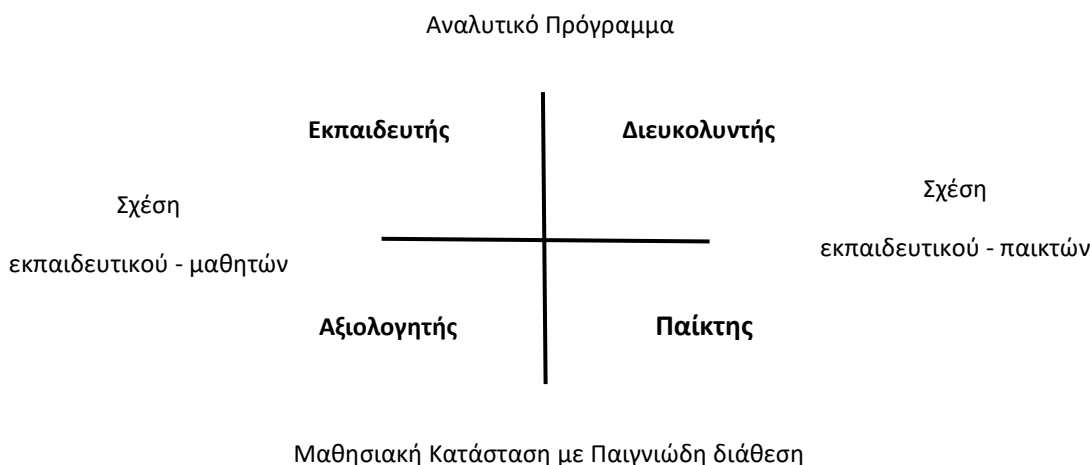 Αναλυτικό Πρόγραμμα
Εκπαιδευτής
Διευκολυντής
Σχέση
εκπαιδευτικού - μαθητών
Σχέση
εκπαιδευτικού - παικτών
Αξιολογητής
Παίκτης
Μαθησιακή Κατάσταση με Παιγνιώδη διάθεση